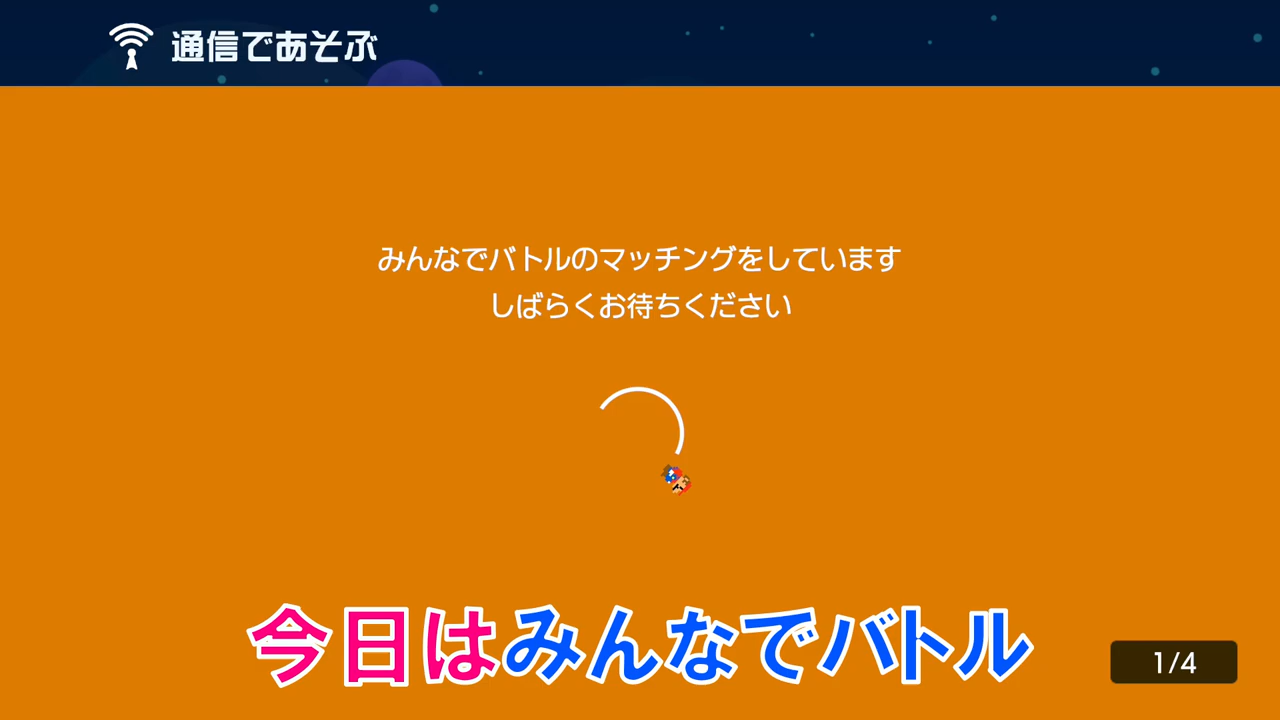 通信であそぶ
みんなでバトルのマッチングをしています
しばらくお待ちください
今日はみんなでバトル
1/4